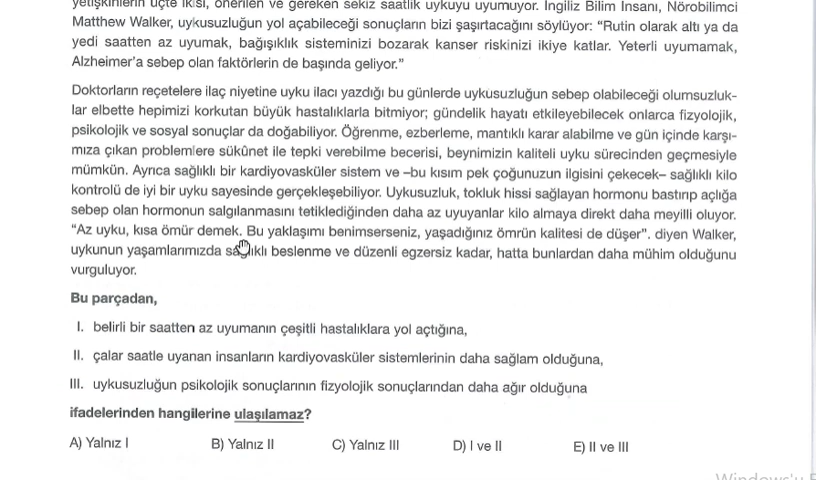 yetişkinlerin üçte ikisi, önerilen ve gereken sekiz saatlik uykuyu uyumuyor. İngiliz Bilim İnsanı, Nörobilimci
Matthew Walker, uykusuzluğun yol açabileceği sonuçların bizi şaşırtacağını söylüyor: “Rutin olarak altı ya da
yedi saatten az uyumak, bağışıklık sisteminizi bozarak kanser riskinizi ikiye katlar. Yeterli uyumamak,
Alzheimer’a sebep olan faktörlerin de başında geliyor.”
Doktorların reçetelere ilaç niyetine uyku ilacı yazdığı bu günlerde uykusuzluğun sebep olabileceği olumsuzluk-
lar elbette hepimizi korkutan büyük hastalıklarla bitmiyor; gündelik hayatı etkileyebilecek onlarca fizyolojik,
psikolojik ve sosyal sonuçlar da doğabiliyor. Öğrenme, ezberleme, mantıklı karar alabilme ve gün içinde karşı-
mıza çıkan problemlere sükûnet ile tepki verebilme becerisi, beynimizin kaliteli uyku sürecinden geçmesiyle
mümkün. Ayrıca sağlıklı bir kardiyovasküler sistem ve –bu kısım pek çoğunuzun ilgisini çekecek– sağlıklı kilo
kontrolü de iyi bir uyku sayesinde gerçekleşebiliyor. Uykusuzluk, tokluk hissi sağlayan hormonu bastırıp açlığa
sebep olan hormonun salgılanmasını tetiklediğinden daha az uyuyanlar kilo almaya direkt daha meyilli oluyor.
“Az uyku, kısa ömür demek. Bu yaklaşımı benimserseniz, yaşadığınız ömrün kalitesi de düşer”. diyen Walker,
uykunun yaşamlarımızda sağlıklı beslenme ve düzenli egzersiz kadar, hatta bunlardan daha mühim olduğunu
vurguluyor.
Bu parçadan,
I. belirli bir saatten az uyumanın çeşitli hastalıklara yol açtığına,
II. çalar saatle uyanan insanların kardiyovasküler sistemlerinin daha sağlam olduğuna,
III. uykusuzluğun psikolojik sonuçlarının fizyolojik sonuçlarından daha ağır olduğuna
ifadelerinden hangilerine ulaşılamaz?
A) Yalnız I B) Yalnız II C) Yalnız III D) I ve II E) II ve III
Windows'u